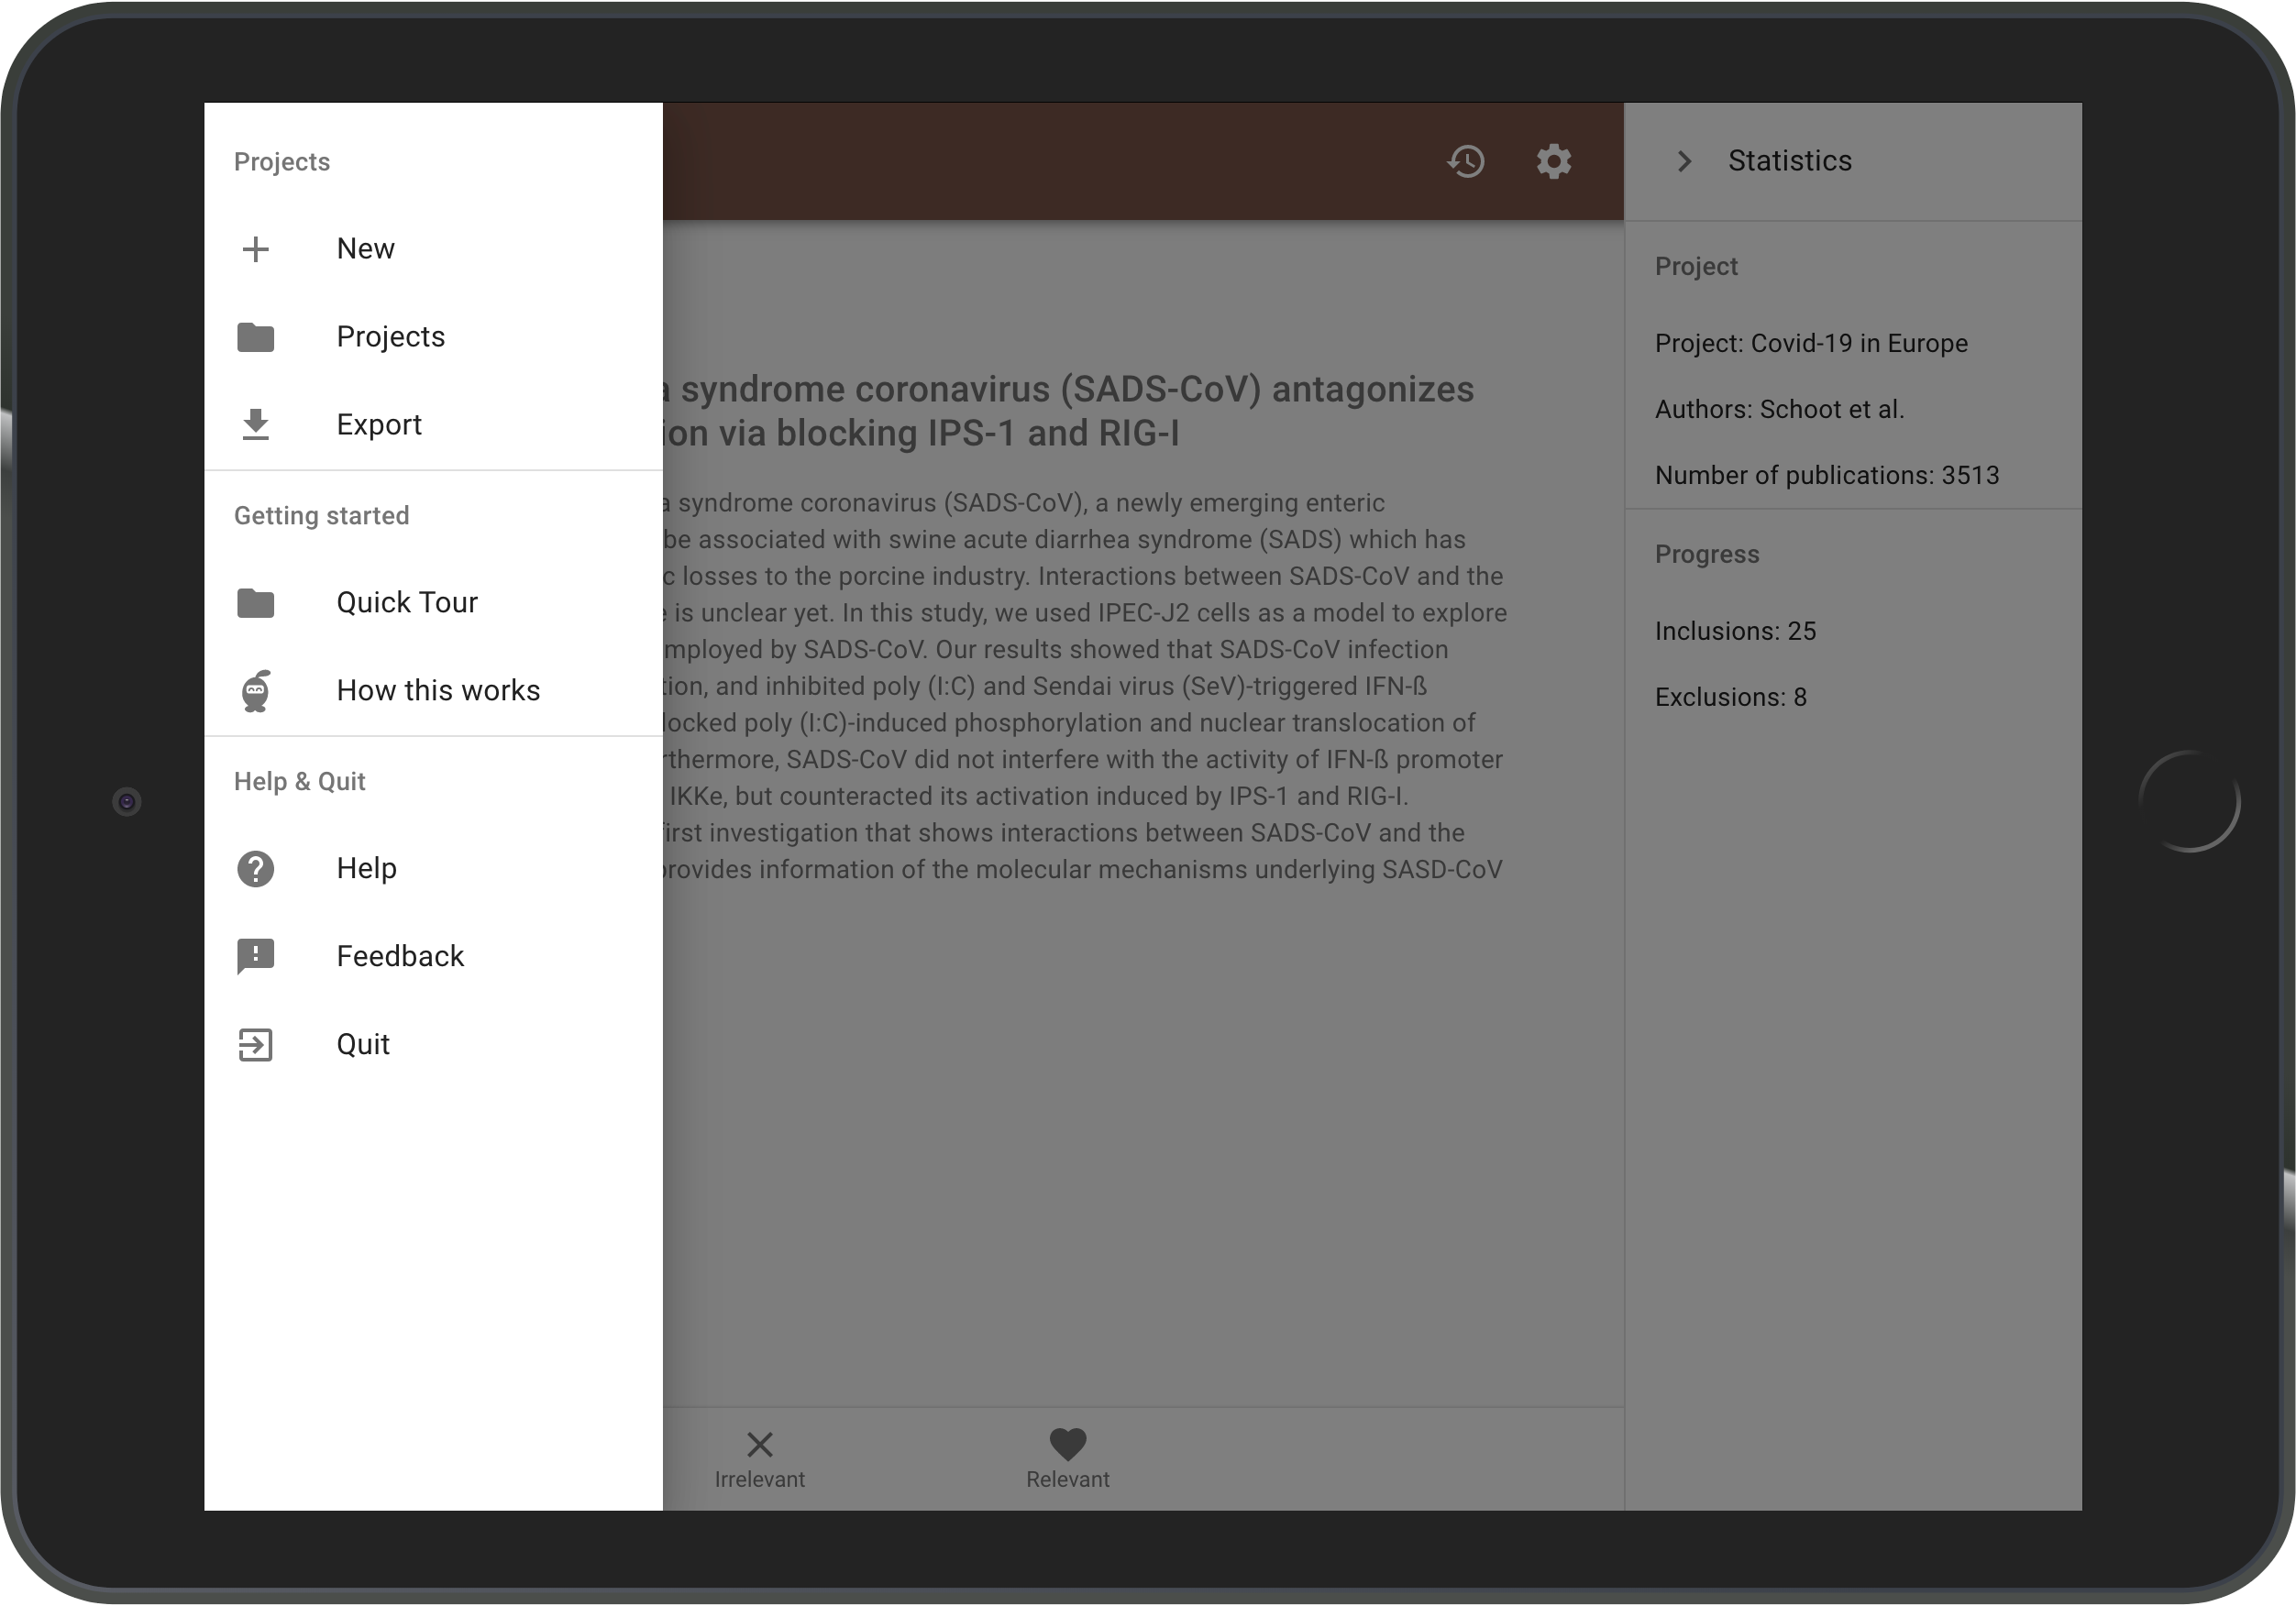 Projects
New
Projects
Export
Getting started
Quick Tour
How this works
Help & Quit
Help
Feedback
Quit
syndrome coronavirus (SADS-CoV) antagonizes
via blocking IPS-1 and RIG-I
syndrome coronavirus (SADS-CoV), a newly emerging enteric
be associated with swine acute diarrhea syndrome (SADS) which has
losses to the porcine industry. Interactions between SADS-CoV and the
is unclear yet. In this study, we used IPEC-J2 cells as a model to explore
by SADS-CoV. Our results showed that SADS-CoV infection
and inhibited poly (I:C) and Sendai virus (SeV)-triggered IFN-ß
poly (I:C)-induced phosphorylation and nuclear translocation of
SADS-CoV did not interfere with the activity of IFN-ß promoter
IKKe, but counteracted its activation induced by IPS-1 and RIG-I.
investigation that shows interactions between SADS-CoV and the
information of the molecular mechanisms underlying SASD-CoV
Irrelevant
Relevant
Statistics
Project
Project: Covid-19 in Europe
Authors: Schoot et al.
Number of publications: 3513
Progress
Inclusions: 25
Exclusions: 8